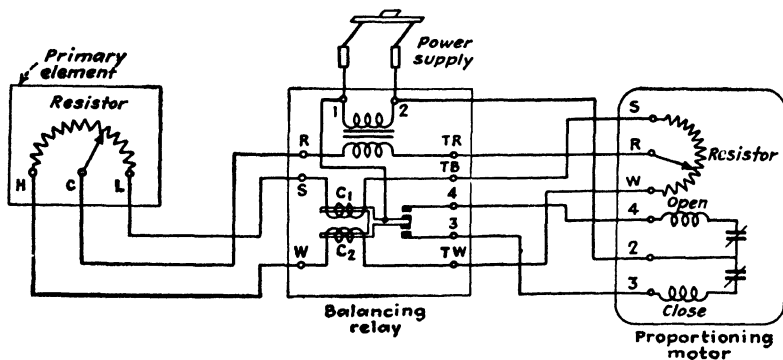 Primary
element
Resistor
H
C
L
Power
supply
1
2
R
S
W
C1
C2
TR
TB
4
3
TW
Balancing
relay
S
R
Resistor
W
4
Open
2
3
Close
Proportioning
motor